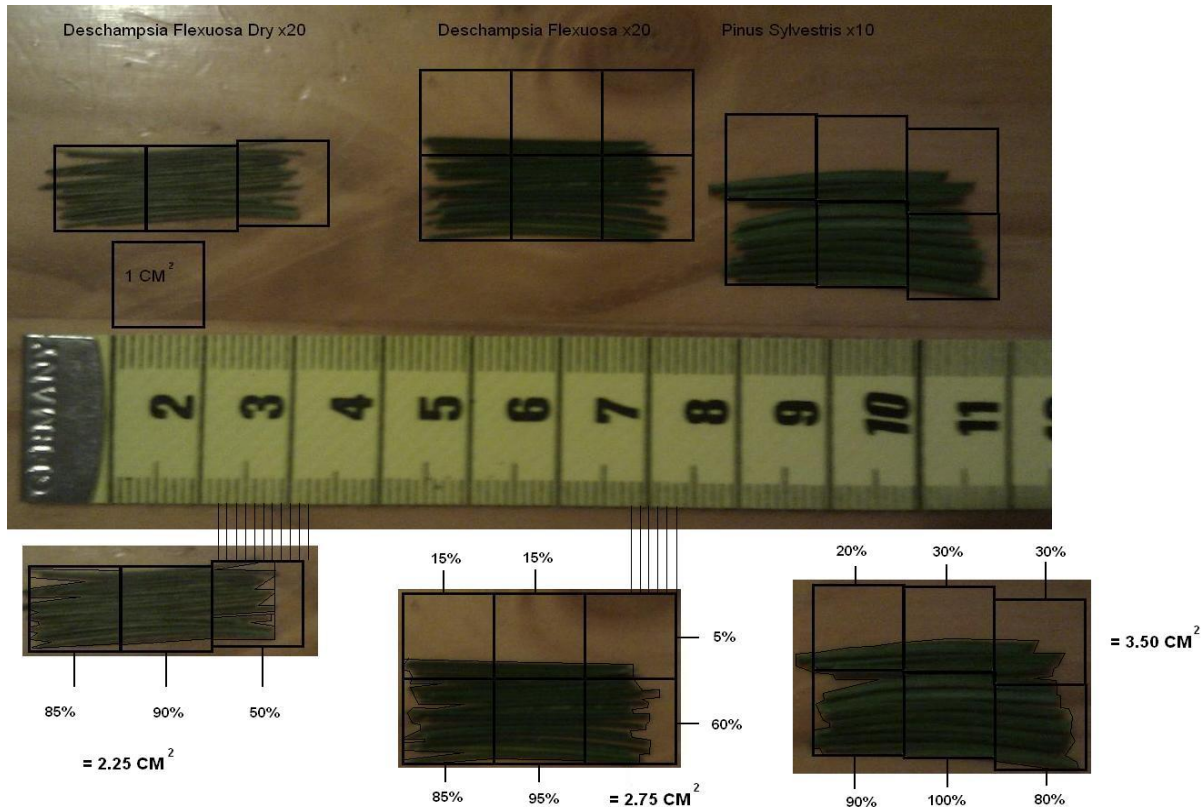 Deschampsia Flexuosa Dry x20
Deschampsia Flexuosa x20
Pinus Sylvestris x10
1 CM²
GERMANY
2 3 4 5 6 7 8 9 10 11
15% 15%
20% 30% 30%
5%
= 3.50 CM²
85% 90% 50%
60%
= 2.25 CM²
85% 95% = 2.75 CM²
90% 100% 80%